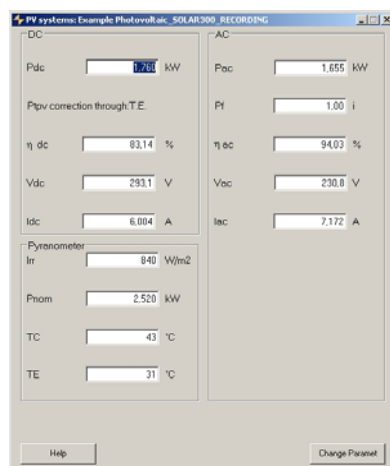 PV systems: Example Photovoltaic_SOLAR300_RECORDING
DC
Pdc 1,760 kW
Ptpv correction through:T.E.
η dc 83,14 %
Vdc 293,1 V
Idc 6,004 A
Pyranometer
Irr 840 W/m2
Pnom 2,520 kW
TC 43 °C
TE 31 °C
AC
Pac 1,655 kW
Pf 1.00 i
η ac 94,03 %
Vac 230,8 V
Iac 7,172 A
Help
Change Paramet